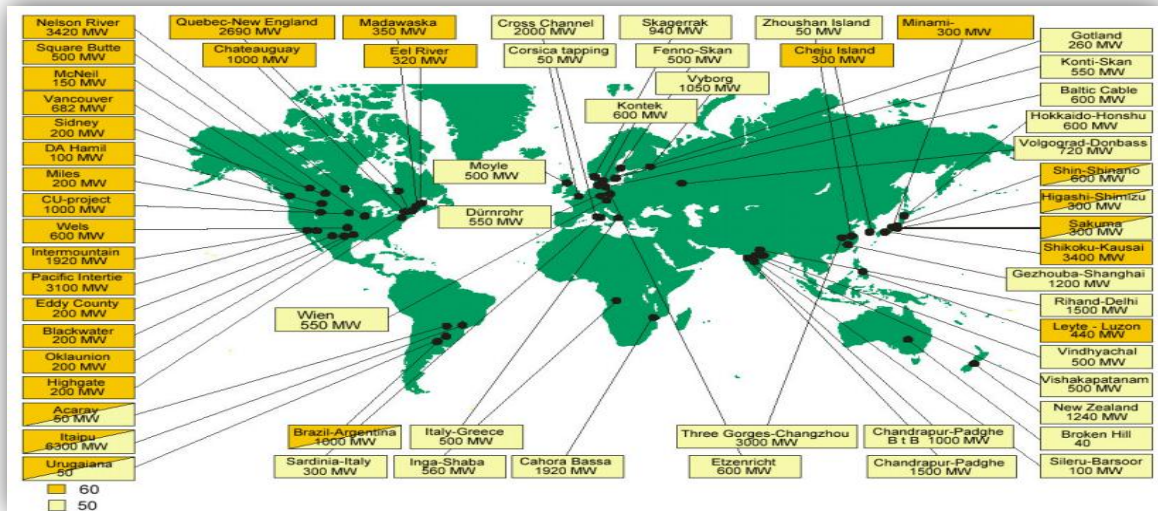 Nelson River
3420 MW
Square Butte
500 MW
McNeil
150 MW
Vancouver
682 MW
Sidney
200 MW
DA Hamil
100 MW
Miles
200 MW
CU-project
1000 MW
Wels
600 MW
Intermountain
1920 MW
Pacific Intertie
3100 MW
Eddy County
200 MW
Blackwater
200 MW
Oklaunion
200 MW
Highgate
200 MW
Acaray
50 MW
Itaipu
6300 MW
Urugaiana
50
60
50
Quebec-New England
2690 MW
Chateauguay
1000 MW
Madawaska
350 MW
Eel River
320 MW
Cross Channel
2000 MW
Corsica tapping
50 MW
Skagerrak
940 MW
Fenno-Skan
500 MW
Vyborg
1050 MW
Kontek
600 MW
Zhoushan Island
50 MW
Cheju Island
300 MW
Minami-
300 MW
Moyle
500 MW
Dürnrohr
550 MW
Wien
550 MW
Gotland
260 MW
Konti-Skan
550 MW
Baltic Cable
600 MW
Hokkaido-Honshu
600 MW
Volgograd-Donbass
720 MW
Shin-Shinano
600 MW
Higashi-Shimizu
300 MW
Sakuma
300 MW
Shikoku-Kausai
3400 MW
Gezhouba-Shanghai
1200 MW
Rihand-Delhi
1500 MW
Leyte - Luzon
440 MW
Vindhyachal
500 MW
Vishakapatanam
500 MW
New Zealand
1240 MW
Broken Hill
40
Sileru-Barsoor
100 MW
Brazil-Argentina
1000 MW
Sardinia-Italy
300 MW
Italy-Greece
500 MW
Inga-Shaba
560 MW
Cahora Bassa
1920 MW
Three Gorges-Changzhou
3000 MW
Etzenricht
600 MW
Chandrapur-Padghe
B t B 1000 MW
Chandrapur-Padghe
1500 MW